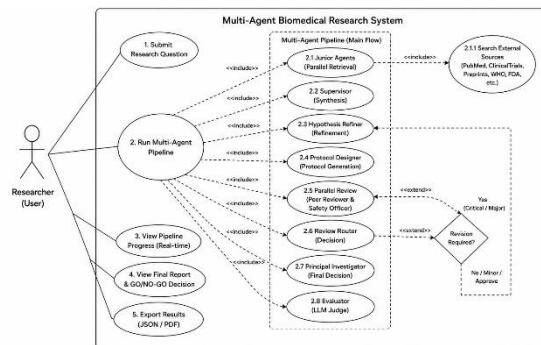 Multi-Agent Biomedical Research System
1. Submit
Research Question
2. Run Multi-Agent
Pipeline
Researcher
(User)
3. View Pipeline
Progress (Real-time)
4. View Final Report
& GO/NO-GO Decision
5. Export Results
(JSON / PDF)
<<include>>
<<include>>
<<include>>
<<include>>
<<include>>
<<include>>
<<include>>
<<include>>
Multi-Agent Pipeline (Main Flow)
2.1 Junior Agents
(Parallel Retrieval)
2.2 Supervisor
(Synthesis)
2.3 Hypothesis Refiner
(Refinement)
2.4 Protocol Designer
(Protocol Generation)
2.5 Parallel Review
(Peer Reviewer &
Safety Officer)
2.6 Review Router
(Decision)
2.7 Principal Investigator
(Final Decision)
2.8 Evaluator
(LLM Judge)
<<include>>
2.1.1 Search External
Sources
(PubMed, ClinicalTrials,
Preprints, WHO, FDA,
etc.)
<<extend>>
<<extend>>
Yes
(Critical / Major)
Revision
Required?
No / Minor /
Approve